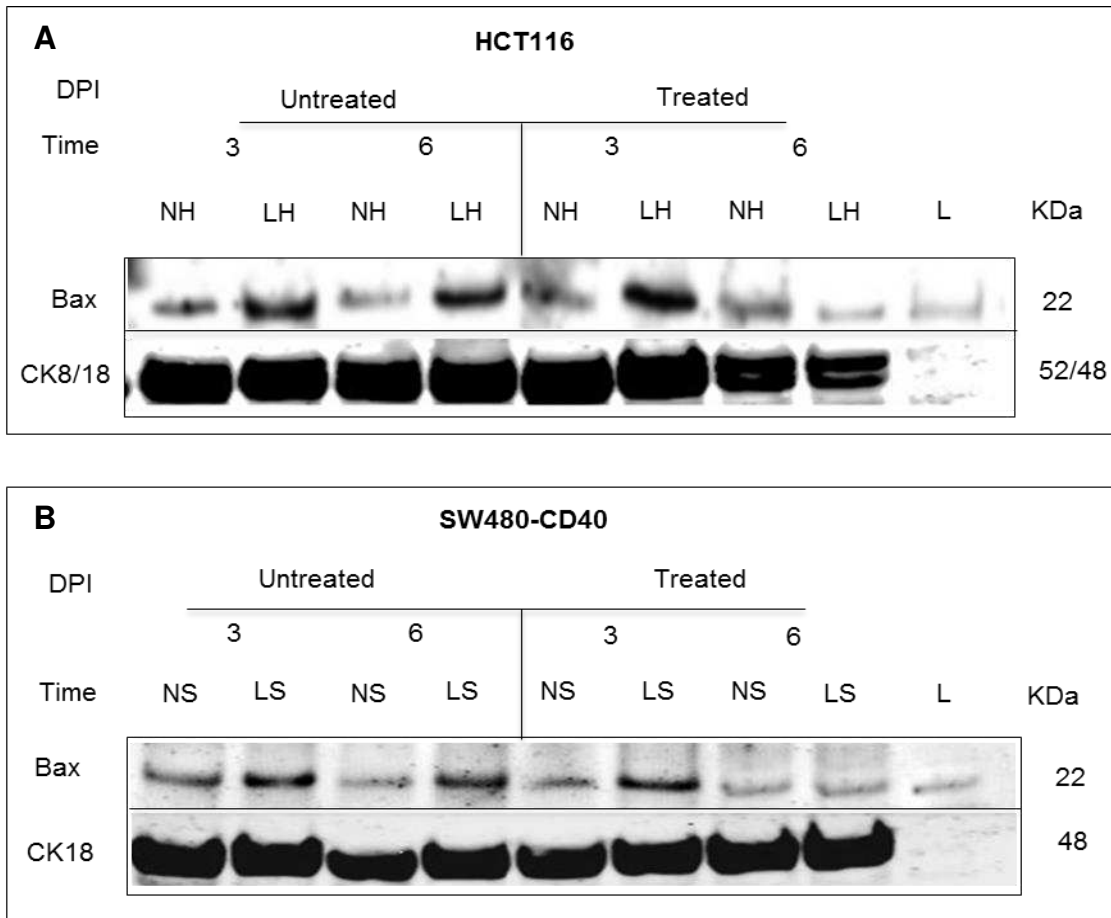 A
HCT116
DPI
Untreated Treated
Time 3 6 3 6
NH LH NH LH NH LH NH LH L KDa
Bax 22
CK8/18 52/48
B
SW480-CD40
DPI
Untreated Treated
3 6 3 6
Time NS LS NS LS NS LS NS LS L KDa
Bax 22
CK18 48